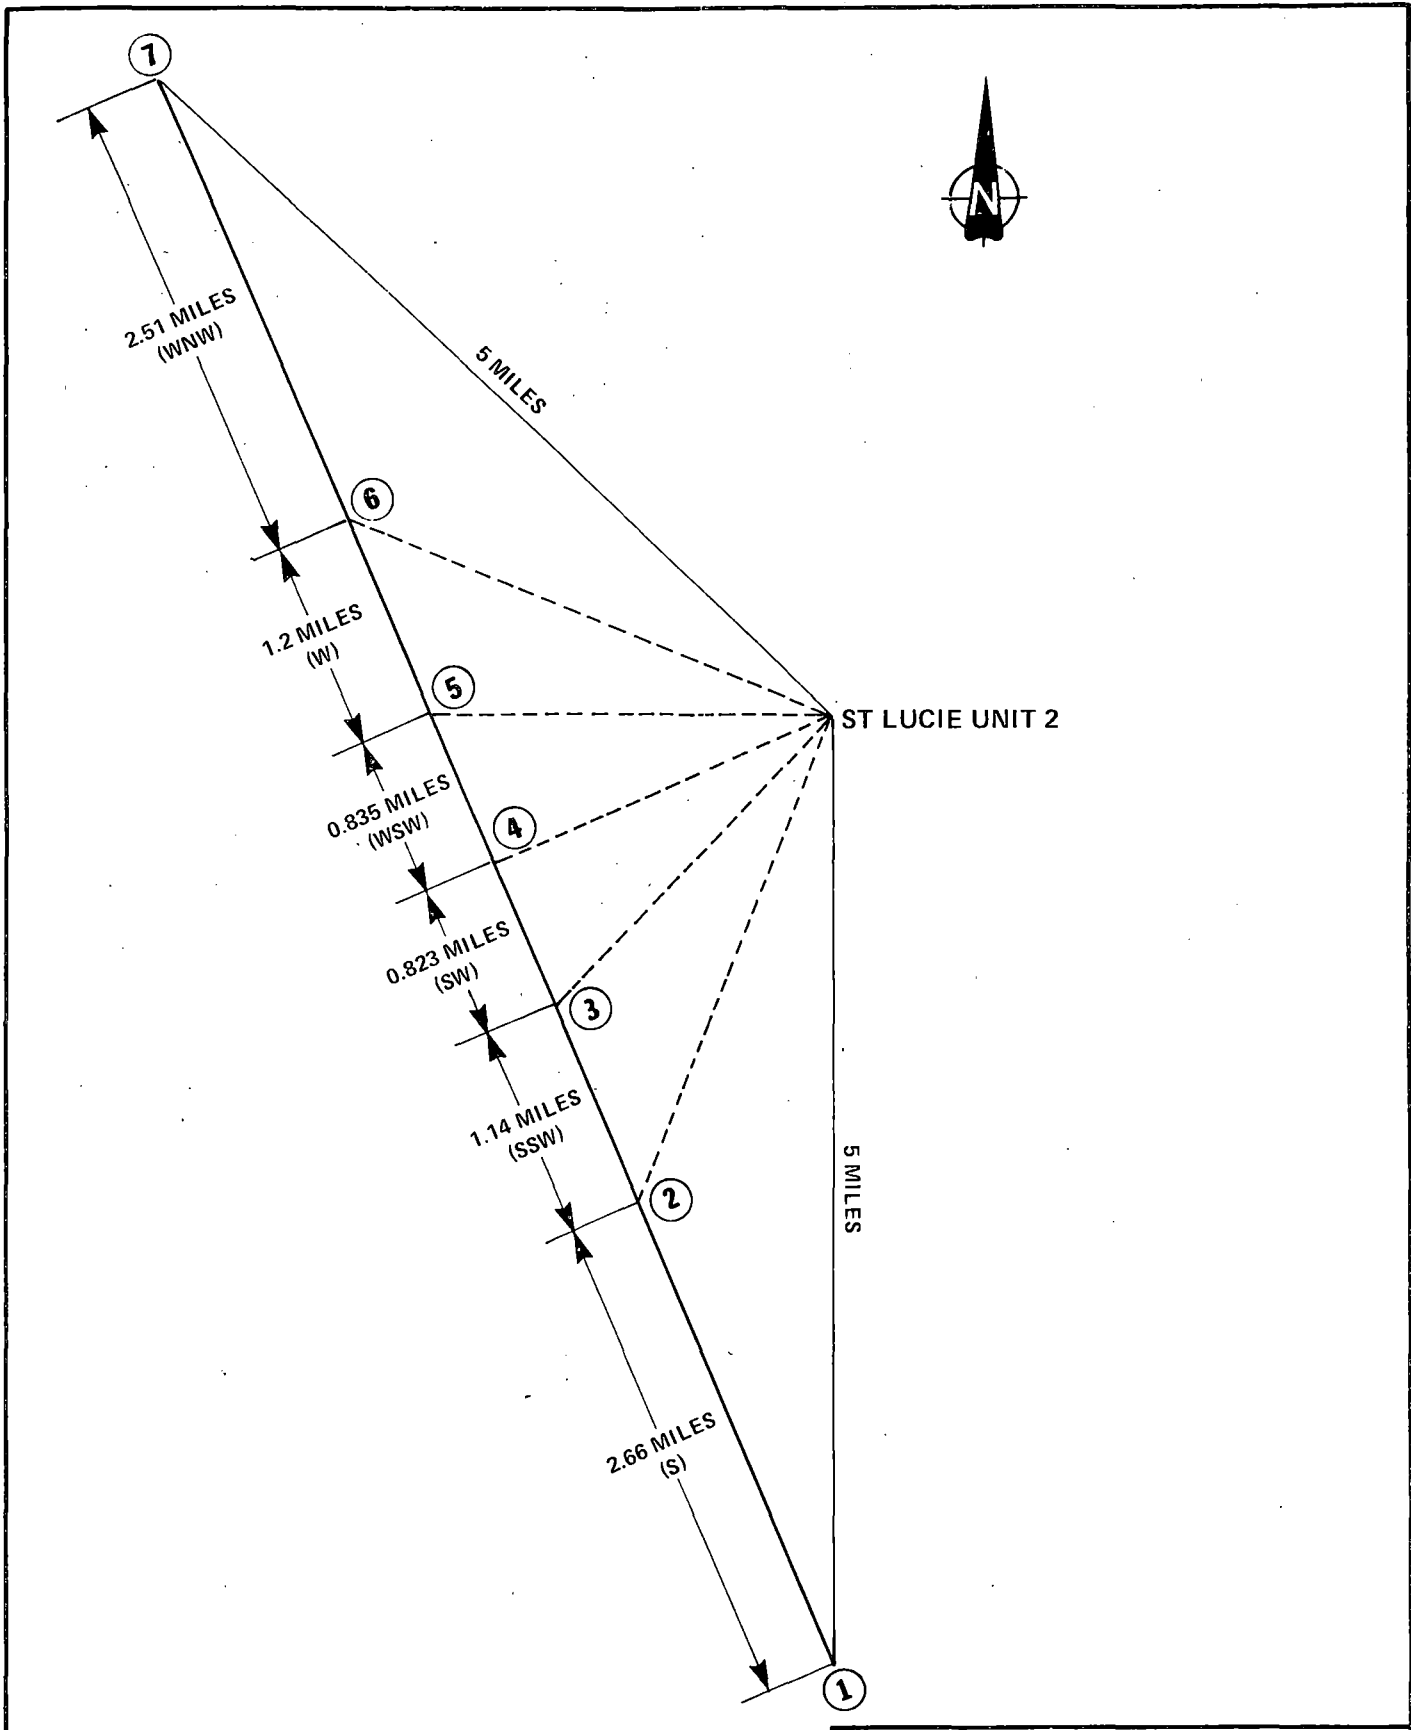 7
N
2.51 MILES
(WNW)
5 MILES
6
1.2 MILES
(W)
5
ST LUCIE UNIT 2
0.835 MILES
(WSW)
4
0.823 MILES
(SW)
3
1.14 MILES
(SSW)
5 MILES
2
2.66 MILES
(S)
1